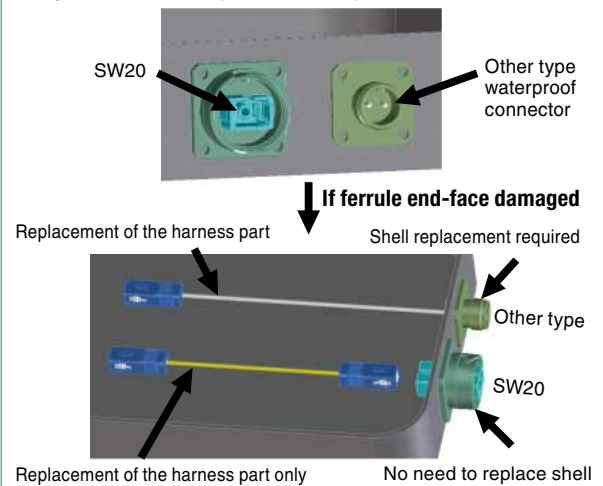 SW20
Other type
waterproof
connector
If ferrule end-face damaged
Replacement of the harness part
Shell replacement required
Other type
SW20
Replacement of the harness part only
No need to replace shell